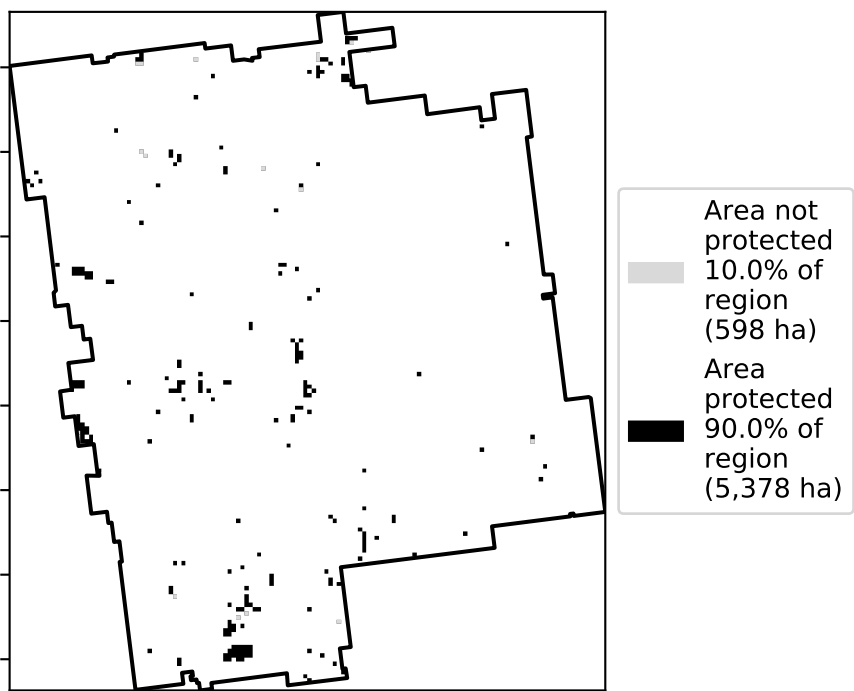 Area not
protected
10.0% of
region
(598 ha)
Area
protected
90.0% of
region
(5,378 ha)